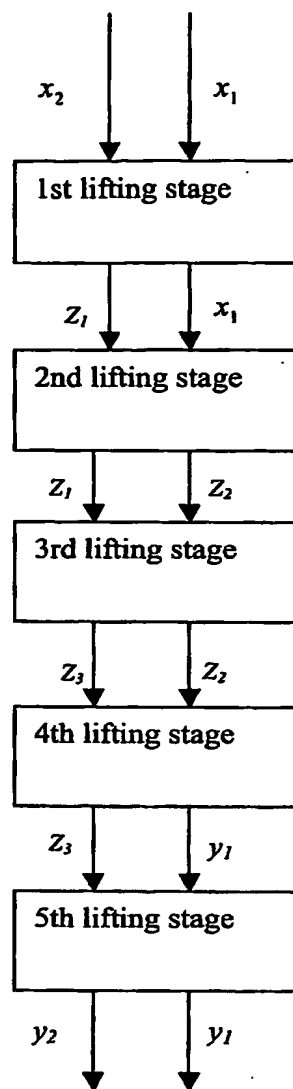 x₂ x₁
1st lifting stage
z₁ x₁
2nd lifting stage
z₁ z₂
3rd lifting stage
z₃ z₂
4th lifting stage
z₃ y₁
5th lifting stage
y₂ y₁